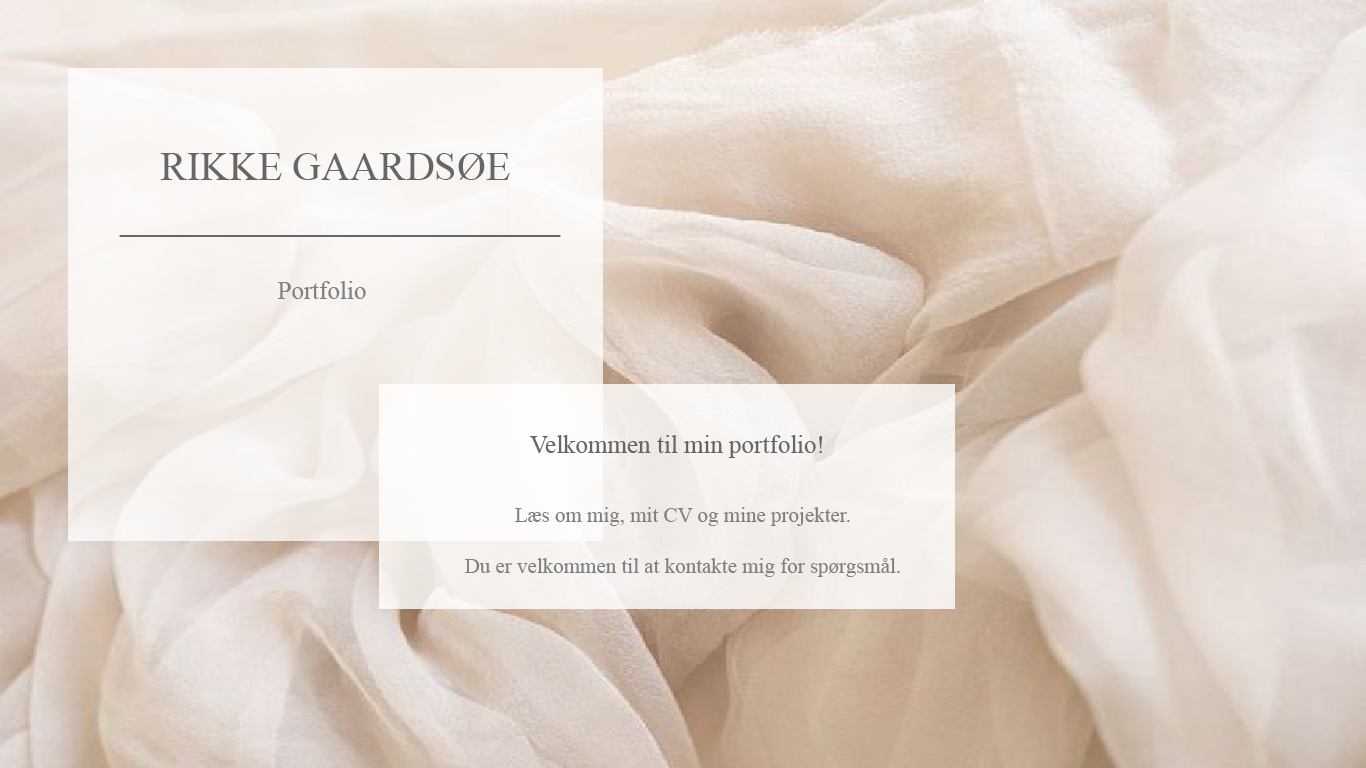 RIKKE GAARDSØE
Portfolio
Velkommen til min portfolio!
Læs om mig, mit CV og mine projekter.
Du er velkommen til at kontakte mig for spørgsmål.